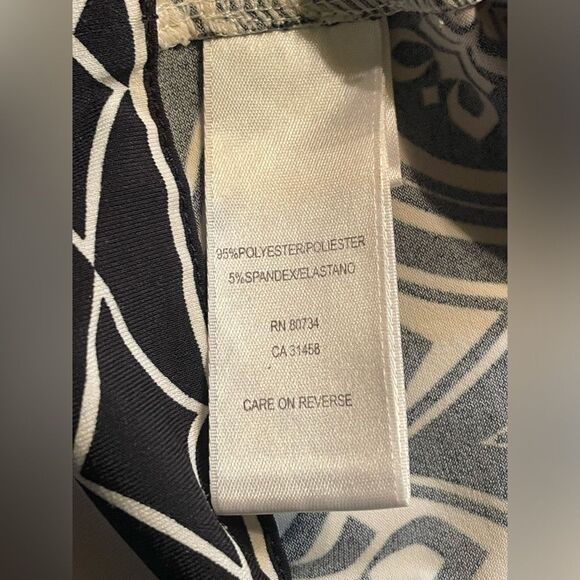 95%POLYESTER/POLIESTER
5%SPANDEX/ELASTANO
RN 80734
CA 31458
CARE ON REVERSE